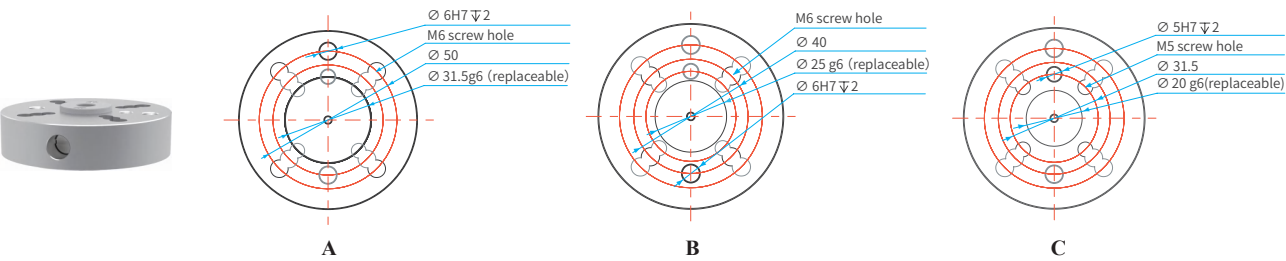 ∅ 6H7↧2
M6 screw hole
∅ 50
∅ 31.5g6（replaceable）
A
M6 screw hole
∅ 40
∅ 25 g6（replaceable）
∅ 6H7↧2
B
∅ 5H7↧2
M5 screw hole
∅ 31.5
∅ 20 g6(replaceable)
C